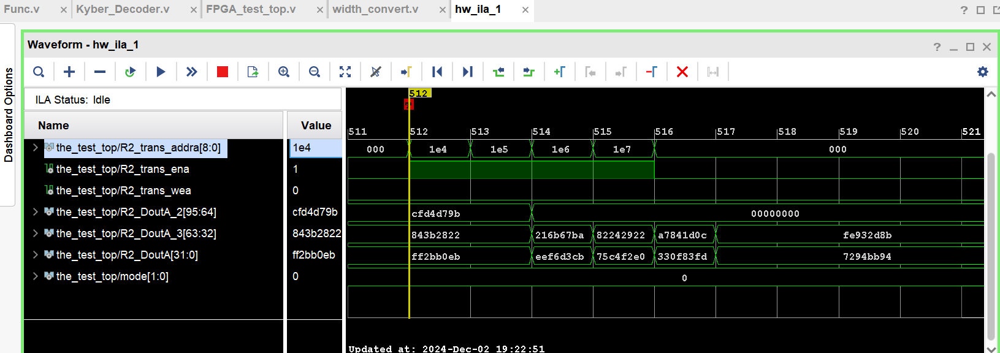 Func.v × Kyber_Decoder.v × FPGA_test_top.v × width_convert.v × hw_ila_1 × ?
Dashboard Options
Waveform - hw_ila_1 ?
ILA Status: Idle
512
Name Value
511 512 513 514 515 516 517 518 519 520 521
the_test_top/R2_trans_addra[8:0] 1e4 000 1e4 1e5 1e6 1e7 000
the_test_top/R2_trans_ena 1
the_test_top/R2_trans_wea 0
the_test_top/R2_DoutA_2[95:64] cfd4d79b cfd4d79b 00000000
the_test_top/R2_DoutA_3[63:32] 843b2822 843b2822 216b67ba 82242922 a7841d0c fe932d8b
the_test_top/R2_DoutA[31:0] ff2bb0eb ff2bb0eb eef6d3cb 75c4f2e0 330f83fd 7294bb94
the_test_top/mode[1:0] 0 0
Updated at: 2024-Dec-02 19:22:51